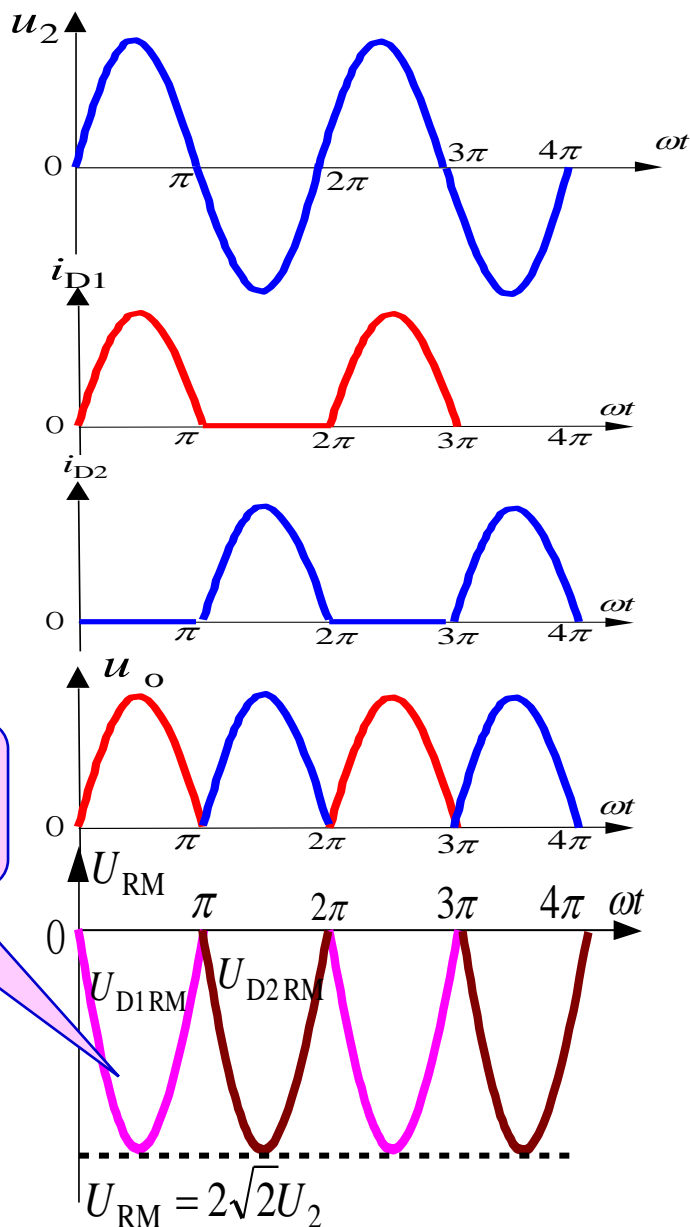 u2
0 π 2π 3π 4π ωt
iD1
0 π 2π 3π 4π ωt
iD2
0 π 2π 3π 4π ωt
u o
0 π 2π 3π 4π ωt
URM
0 π 2π 3π 4π ωt
UD1RM UD2RM
URM = 2√2U2